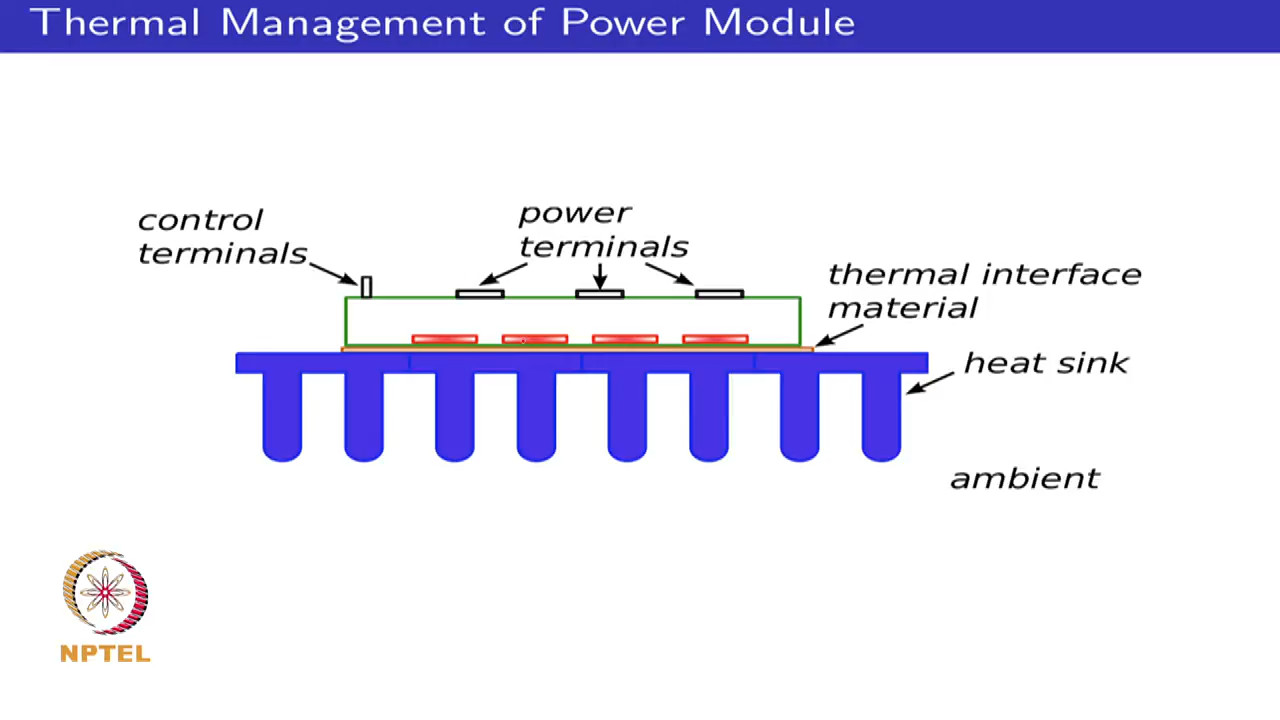 Thermal Management of Power Module
control
terminals
power
terminals
thermal interface
material
heat sink
ambient
NPTEL